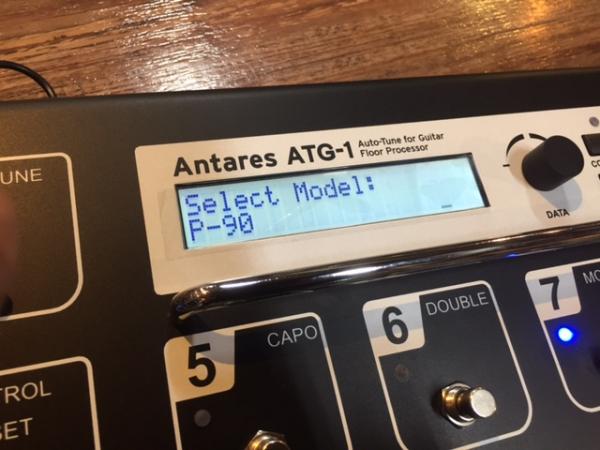 Antares ATG-1
Auto-Tune for Guitar
Floor Processor
Select Model:
P-90
DATA
UNE
5
CAPO
6
DOUBLE
7
MO
TROL
SET